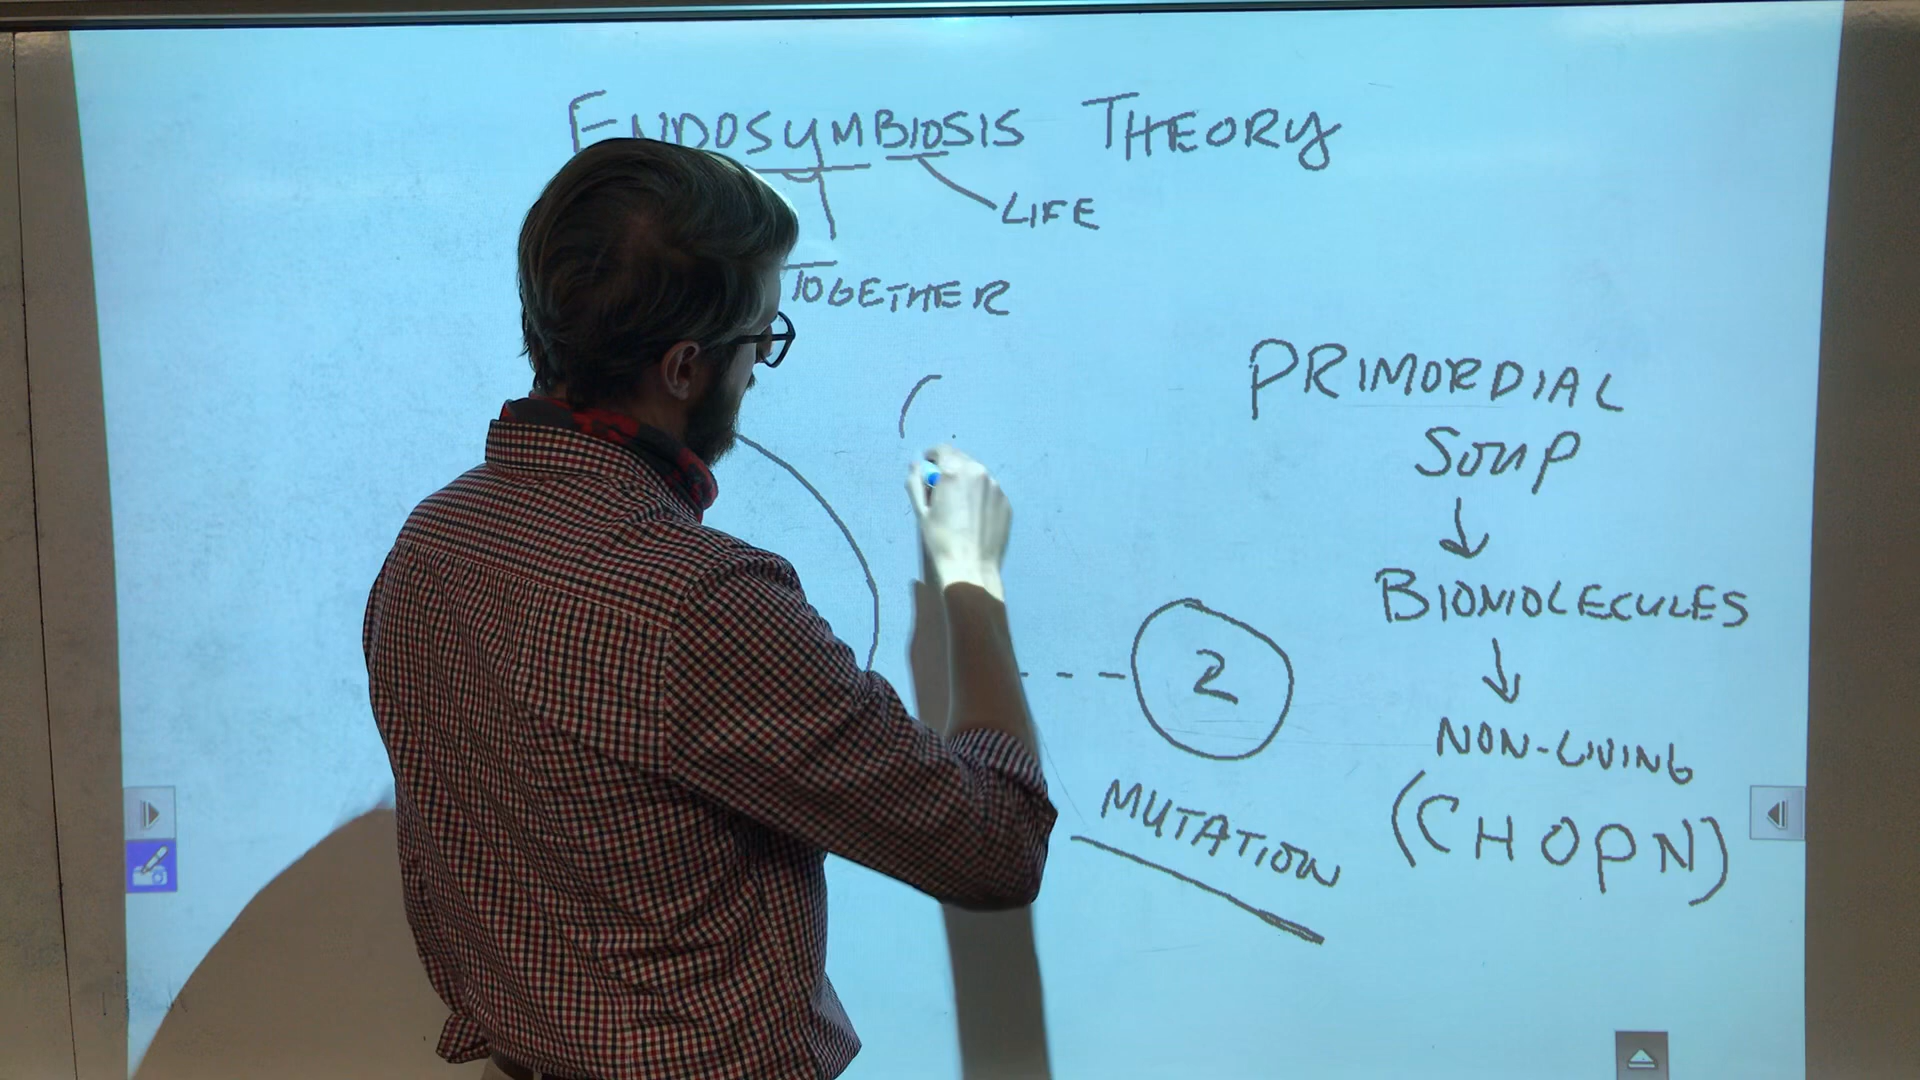 ENDOSYMBIOSIS THEORY
LIFE
TOGETHER
PRIMORDIAL
SOUP
BIOMOLECULES
2
NON-LIVING
MUTATION
(CHOPN)